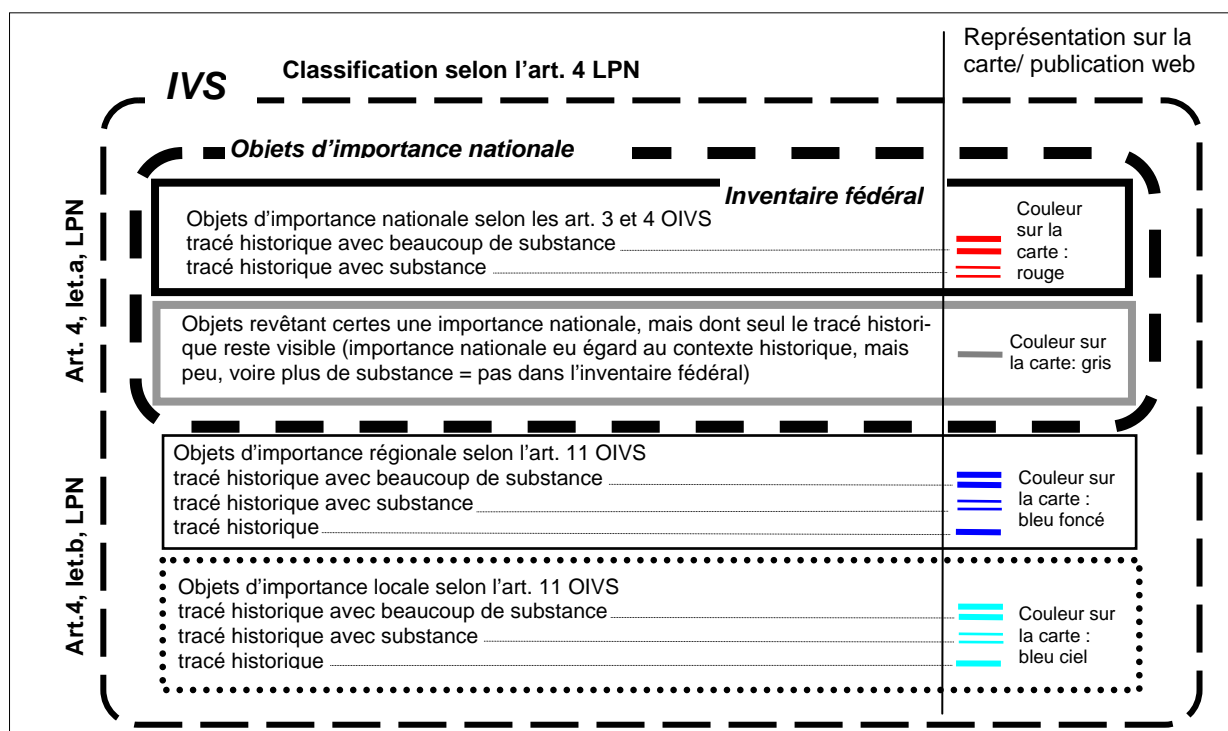 Représentation sur la
carte/ publication web
Classification selon l’art. 4 LPN
IVS
Objets d’importance nationale
Inventaire fédéral
Objets d’importance nationale selon les art. 3 et 4 OIVS
tracé historique avec beaucoup de substance
tracé historique avec substance
Couleur
sur la
carte :
rouge
Art. 4, let.a, LPN
Objets revêtant certes une importance nationale, mais dont seul le tracé histori-
que reste visible (importance nationale eu égard au contexte historique, mais
peu, voire plus de substance = pas dans l’inventaire fédéral)
Couleur sur
la carte: gris
Objets d’importance régionale selon l’art. 11 OIVS
tracé historique avec beaucoup de substance
tracé historique avec substance
tracé historique
Couleur sur
la carte :
bleu foncé
Art.4, let.b, LPN
Objets d’importance locale selon l’art. 11 OIVS
tracé historique avec beaucoup de substance
tracé historique avec substance
tracé historique
Couleur sur
la carte :
bleu ciel